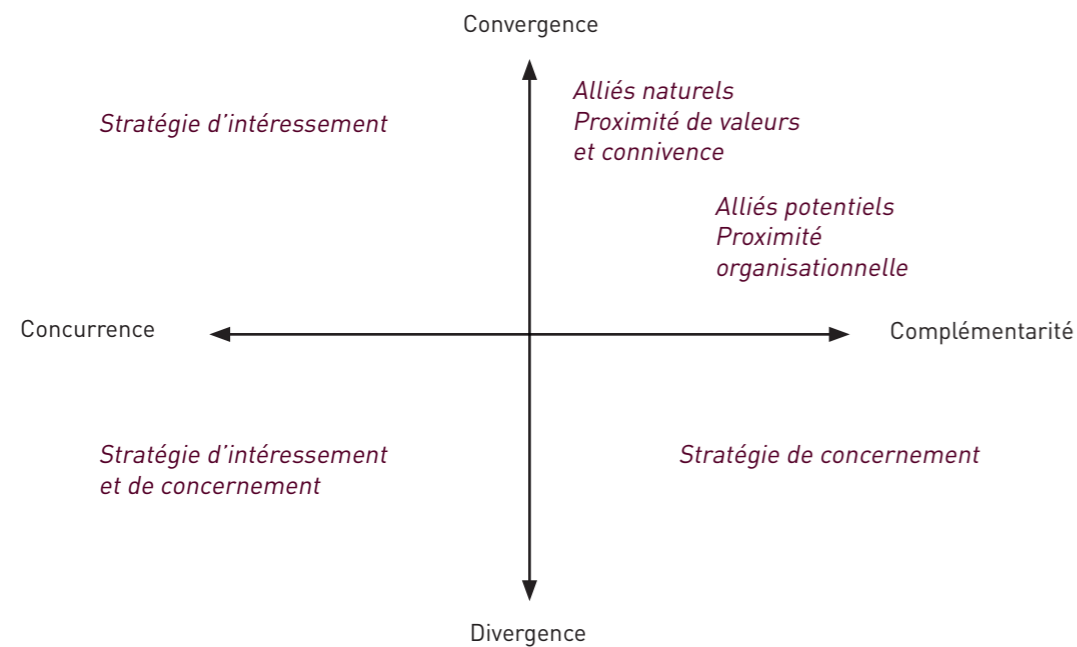 Convergence
Stratégie d'intéressement
Alliés naturels
Proximité de valeurs
et connivence
Alliés potentiels
Proximité
organisationnelle
Concurrence
Complémentarité
Stratégie d'intéressement
et de concernement
Stratégie de concernement
Divergence